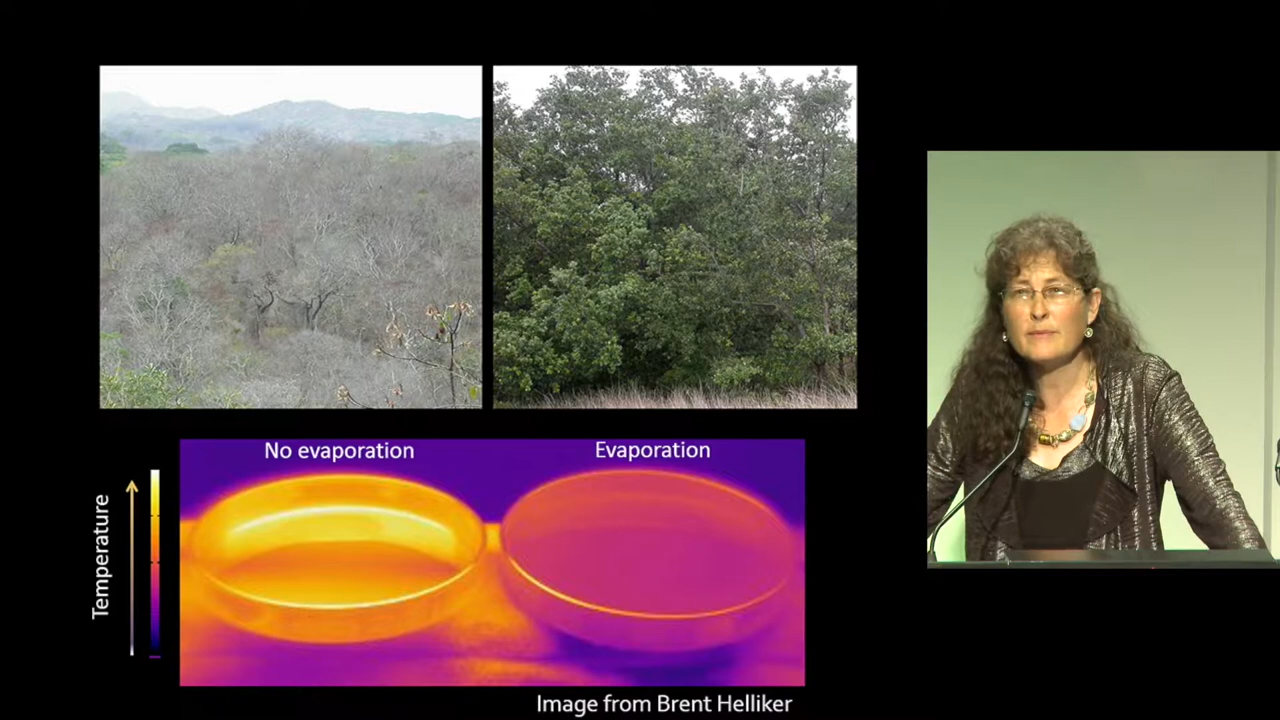 No evaporation
Evaporation
Temperature
Image from Brent Helliker